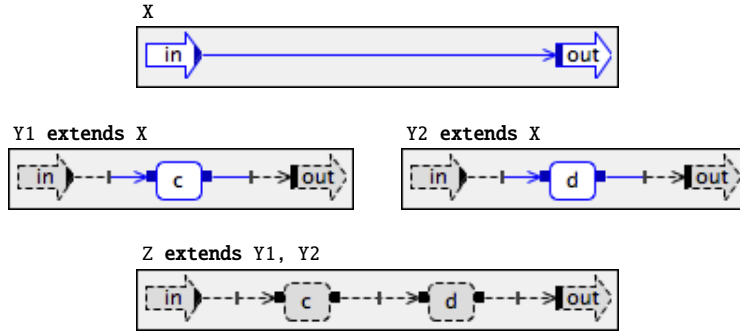 X
in out
Y1 extends X
in c out
Y2 extends X
in d out
Z extends Y1, Y2
in c d out